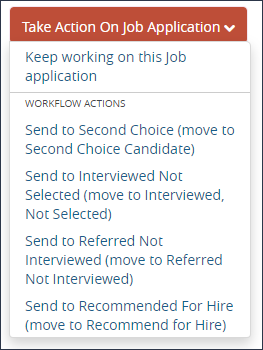 Take Action On Job Application
Keep working on this Job
application
WORKFLOW ACTIONS
Send to Second Choice (move to
Second Choice Candidate)
Send to Interviewed Not
Selected (move to Interviewed,
Not Selected)
Send to Referred Not
Interviewed (move to Referred
Not Interviewed)
Send to Recommended For Hire
(move to Recommend for Hire)